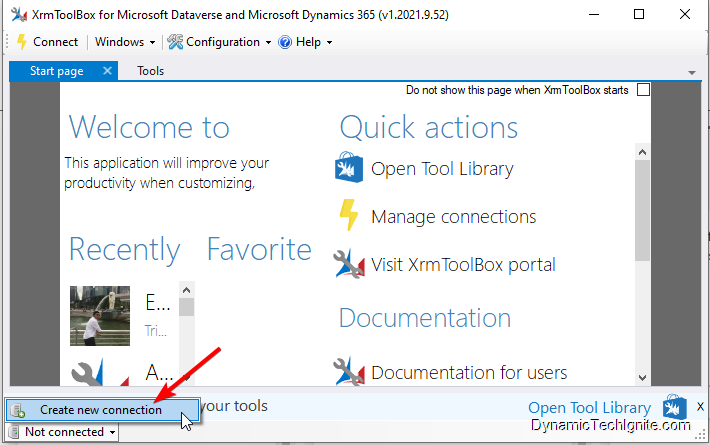 XrmToolBox for Microsoft Dataverse and Microsoft Dynamics 365 (v1.2021.9.52)
Connect Windows Configuration Help
Start page Tools
Do not show this page when XrmToolBox starts
Welcome to
This application will improve your
productivity when customizing,
Recently Favorite
E...
Tri...
A...
Quick actions
Open Tool Library
Manage connections
Visit XrmToolBox portal
Documentation
Documentation for users
Create new connection
your tools
Open Tool Library
X
Not connected
DynamicTechIgnite.com